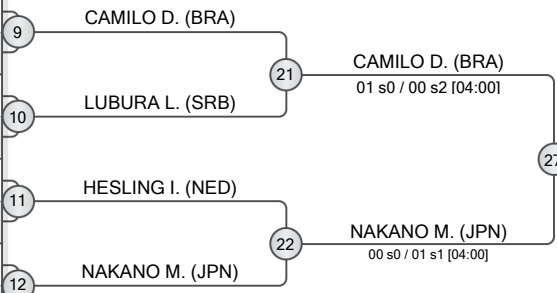 CAMILO D. (BRA)
9
21
CAMILO D. (BRA)
01 s0 / 00 s2 [04:00]
LUBURA L. (SRB)
10
27
HESLING I. (NED)
11
22
NAKANO M. (JPN)
00 s0 / 01 s1 [04:00]
NAKANO M. (JPN)
12